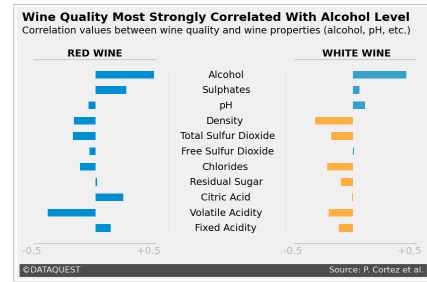 Wine Quality Most Strongly Correlated With Alcohol Level
Correlation values between wine quality and wine properties (alcohol, pH, etc.)
RED WINE
WHITE WINE
Alcohol
Sulphates
pH
Density
Total Sulfur Dioxide
Free Sulfur Dioxide
Chlorides
Residual Sugar
Citric Acid
Volatile Acidity
Fixed Acidity
-0.5 +0.5 -0.5 +0.5
©DATAQUEST Source: P. Cortez et al.